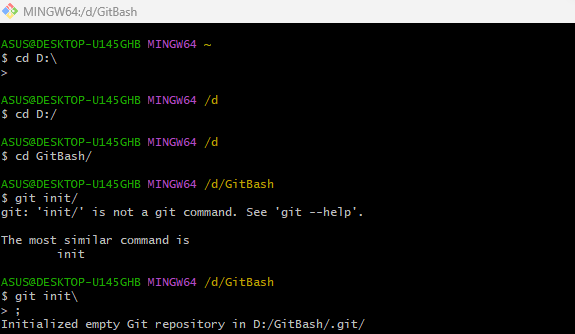 MINGW64:/d/GitBash
ASUS@DESKTOP-U145GHB MINGW64 ~
$ cd D:\
>
ASUS@DESKTOP-U145GHB MINGW64 /d
$ cd D:/
ASUS@DESKTOP-U145GHB MINGW64 /d
$ cd GitBash/
ASUS@DESKTOP-U145GHB MINGW64 /d/GitBash
$ git init/
git: 'init/' is not a git command. See 'git --help'.
The most similar command is
init
ASUS@DESKTOP-U145GHB MINGW64 /d/GitBash
$ git init\
> ;
Initialized empty Git repository in D:/GitBash/.git/